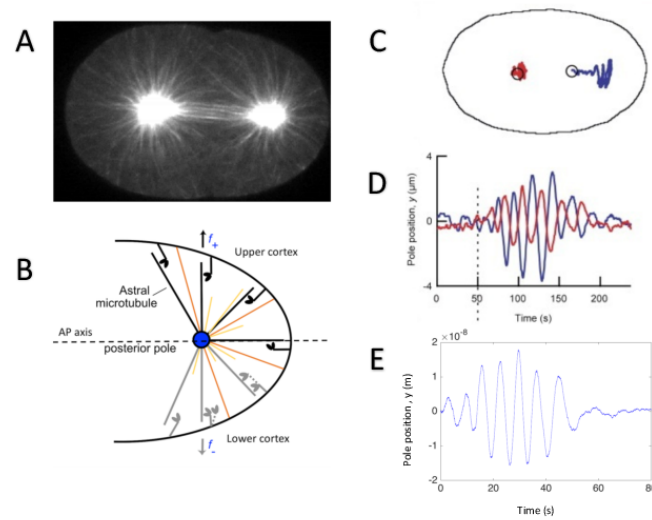 A
B
f+
Upper cortex
Astral
microtubule
AP axis
posterior pole
f-
Lower cortex
C
D
Pole position, y (μm)
4
0
-4
0
50
100
150
200
Time (s)
E
×10⁻⁸
Pole position , y (m)
2
1
0
-1
-2
0
20
40
60
80
Time (s)